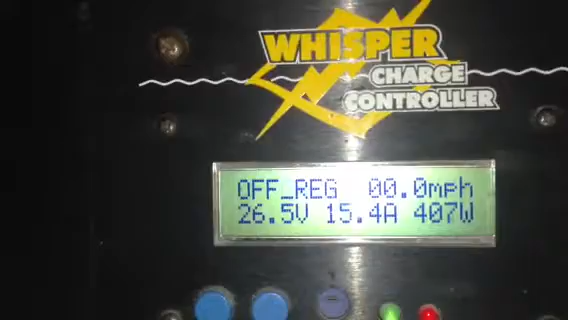 WHISPER
CHARGE
CONTROLLER
OFF_REG 00.0mph
26.5V 15.4A 407W